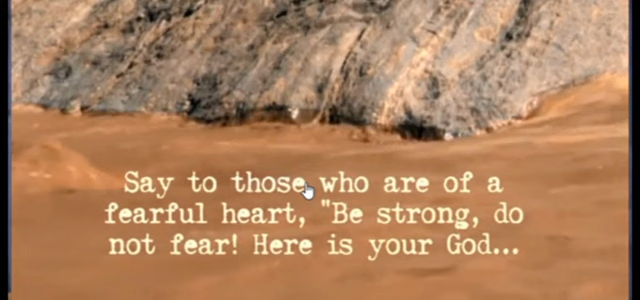 Say to those who are of a
fearful heart, "Be strong, do
not fear! Here is your God...